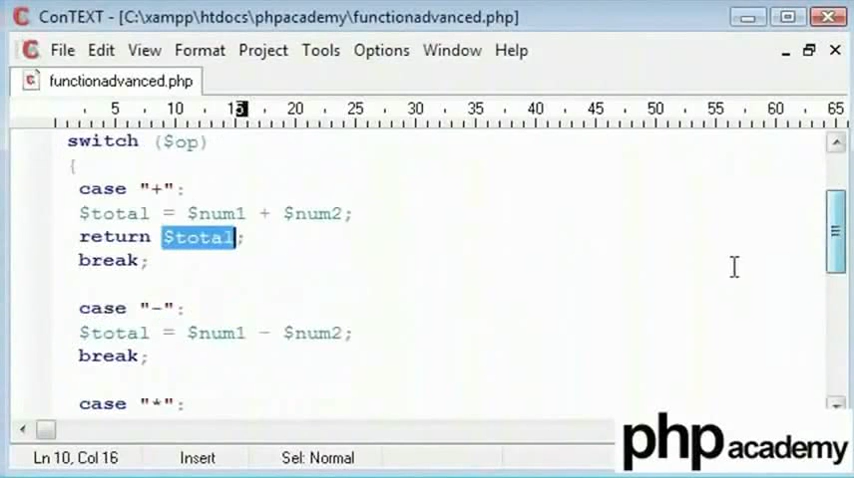 ConTEXT - [C:\xampp\htdocs\phpacademy\functionadvanced.php]
File Edit View Format Project Tools Options Window Help
functionadvanced.php
5 10 15 20 25 30 35 40 45 50 55 60 65
switch ($op)
{
case "+":
$total = $num1 + $num2;
return $total;
break;
case "-":
$total = $num1 - $num2;
break;
case "*":
Ln 10, Col 16 Insert Sel: Normal
php academy